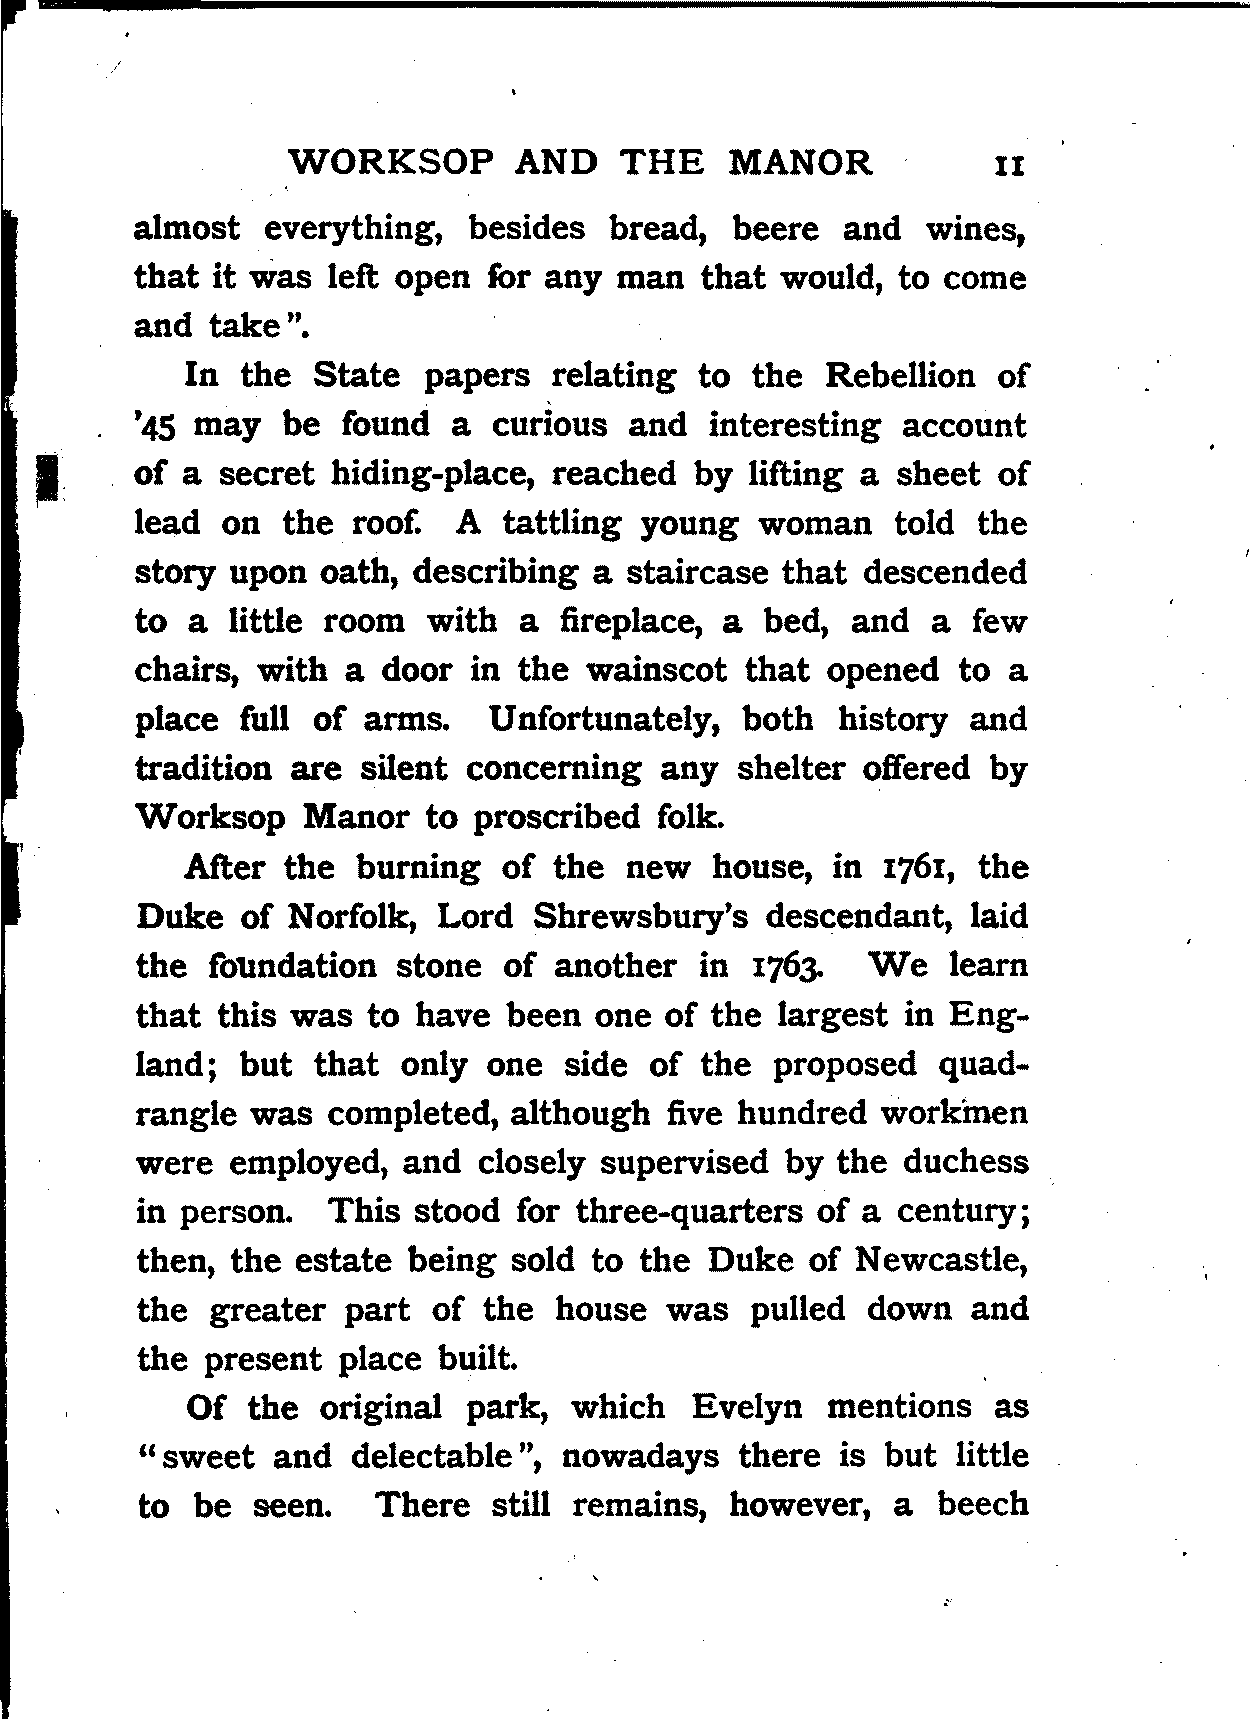 WORKSOP AND THE MANOR 11
almost everything, besides bread, beere and wines,
that it was left open for any man that would, to come
and take".
In the State papers relating to the Rebellion of
'45 may be found a curious and interesting account
of a secret hiding-place, reached by lifting a sheet of
lead on the roof. A tattling young woman told the
story upon oath, describing a staircase that descended
to a little room with a fireplace, a bed, and a few
chairs, with a door in the wainscot that opened to a
place full of arms. Unfortunately, both history and
tradition are silent concerning any shelter offered by
Worksop Manor to proscribed folk.
After the burning of the new house, in 1761, the
Duke of Norfolk, Lord Shrewsbury's descendant, laid
the foundation stone of another in 1763. We learn
that this was to have been one of the largest in Eng-
land; but that only one side of the proposed quad-
rangle was completed, although five hundred workmen
were employed, and closely supervised by the duchess
in person. This stood for three-quarters of a century;
then, the estate being sold to the Duke of Newcastle,
the greater part of the house was pulled down and
the present place built.
Of the original park, which Evelyn mentions as
"sweet and delectable", nowadays there is but little
to be seen. There still remains, however, a beech